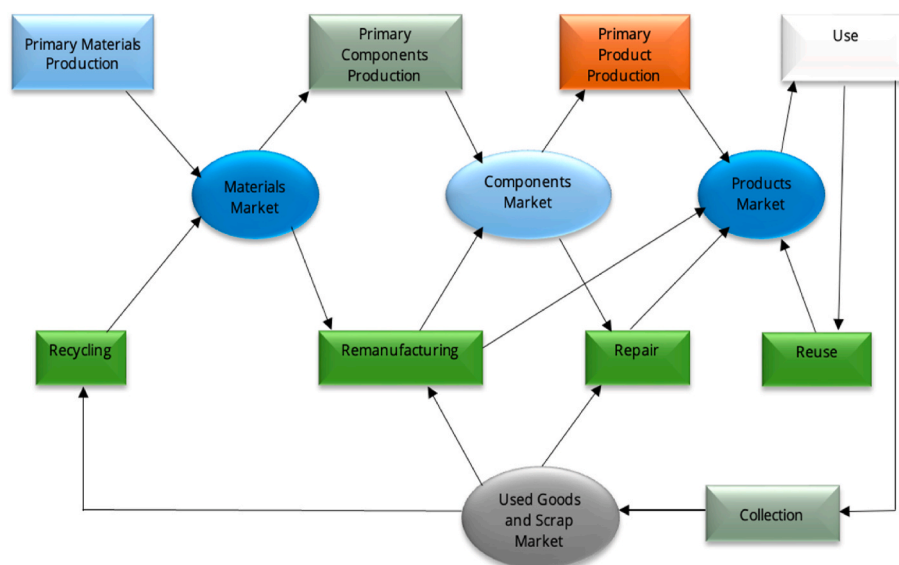 Primary Materials
Production
Primary
Components
Production
Primary
Product
Production
Use
Materials
Market
Components
Market
Products
Market
Recycling
Remanufacturing
Repair
Reuse
Used Goods
and Scrap
Market
Collection